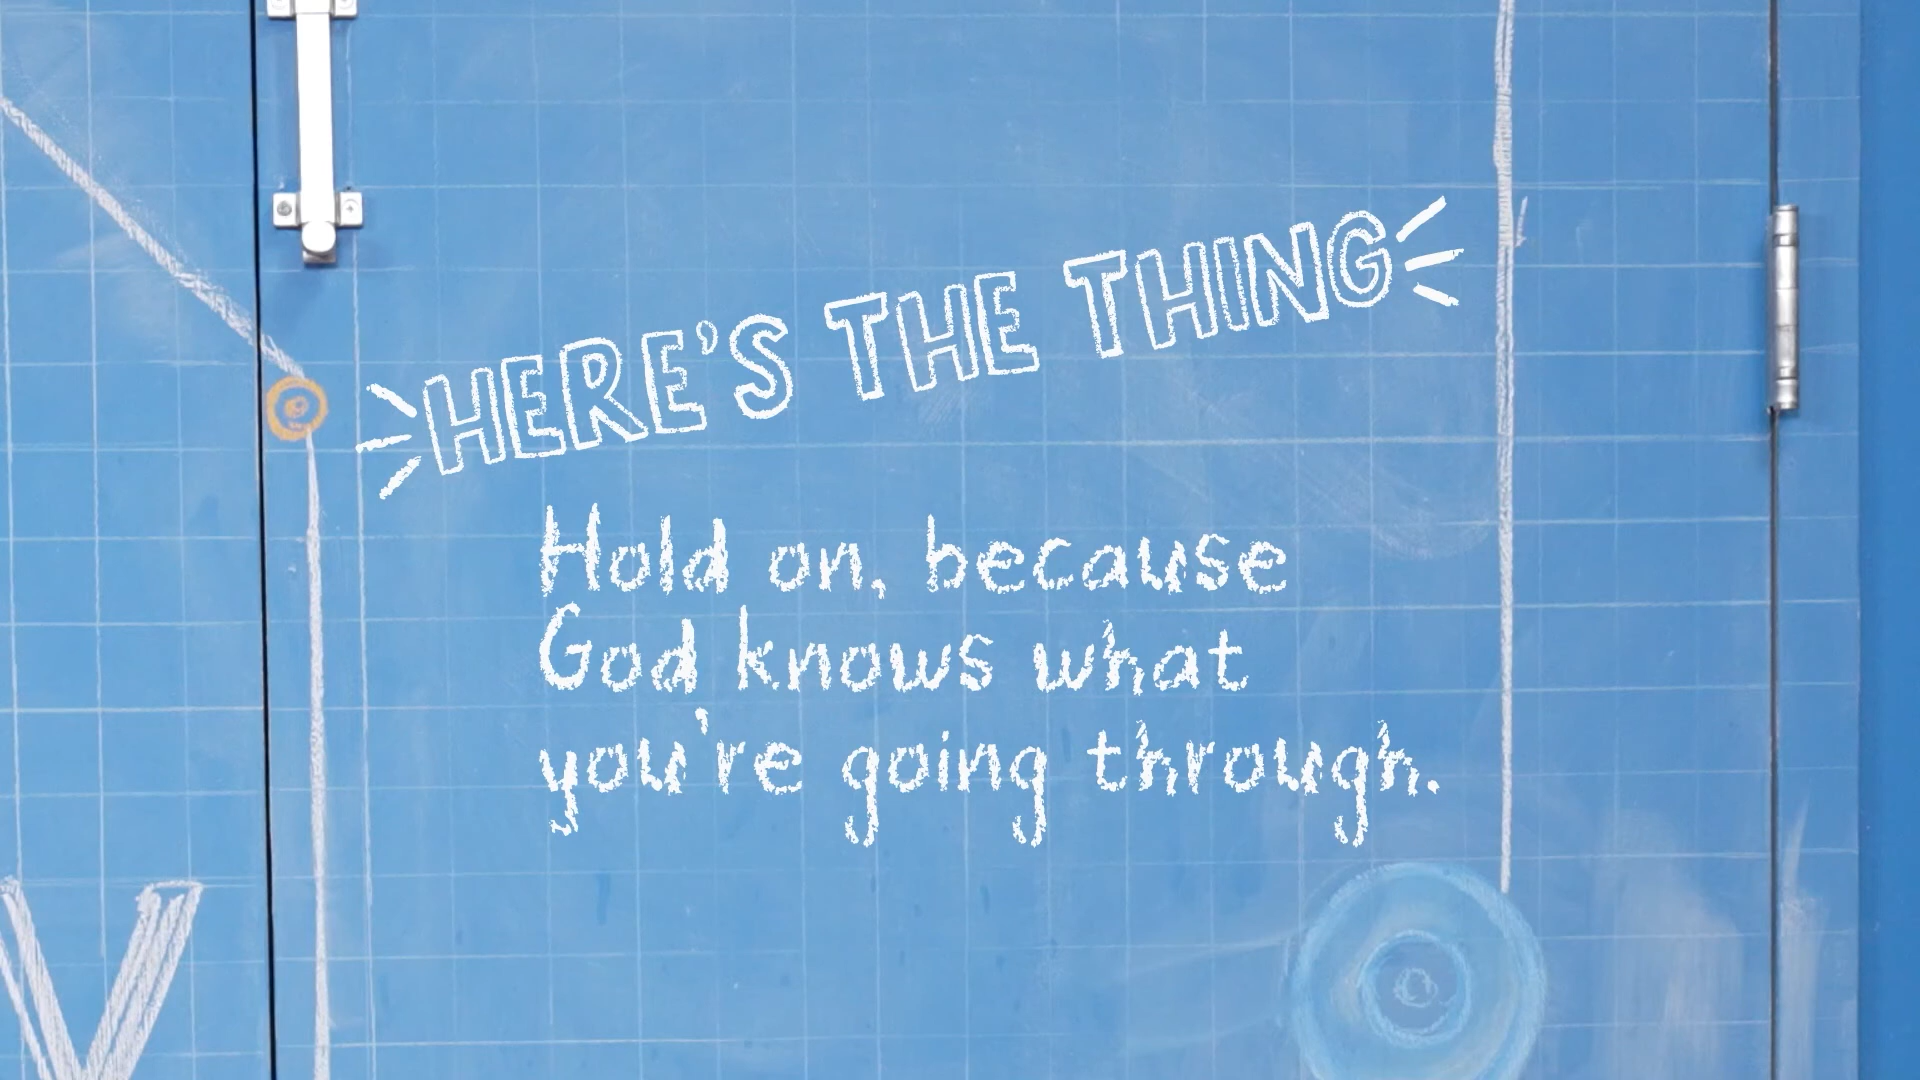 HERE'S THE THING
Hold on, because
God knows what
you're going through.
V